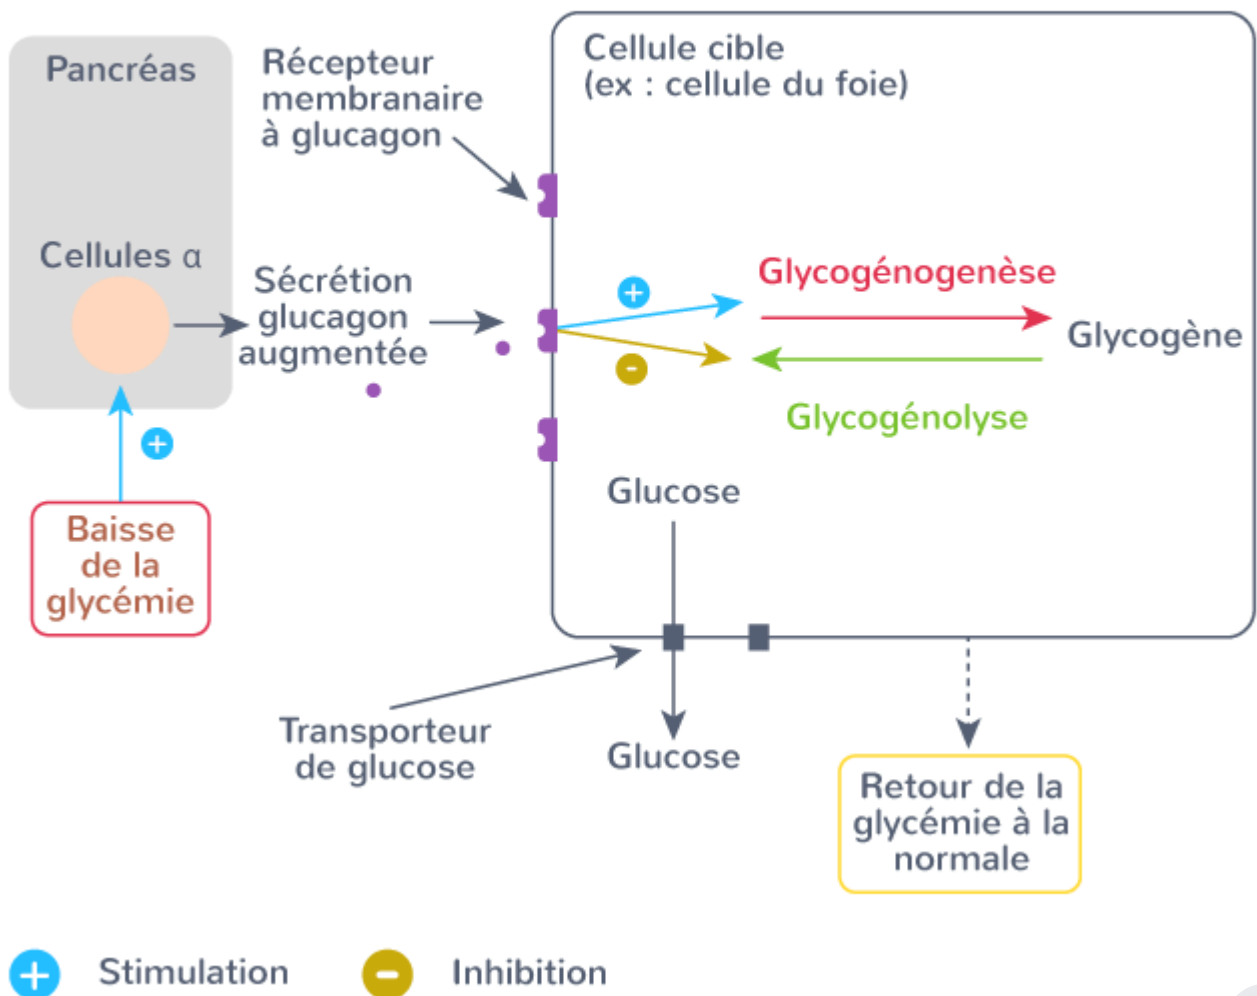 Pancréas
Cellules α
Baisse
de la
glycémie
+
Récepteur
membranaire
à glucagon
Sécrétion
glucagon
augmentée
Cellule cible
(ex : cellule du foie)
+
-
Glycogénogenèse
Glycogène
Glycogénolyse
Glucose
Transporteur
de glucose
Glucose
Retour de la
glycémie à la
normale
+ Stimulation
- Inhibition